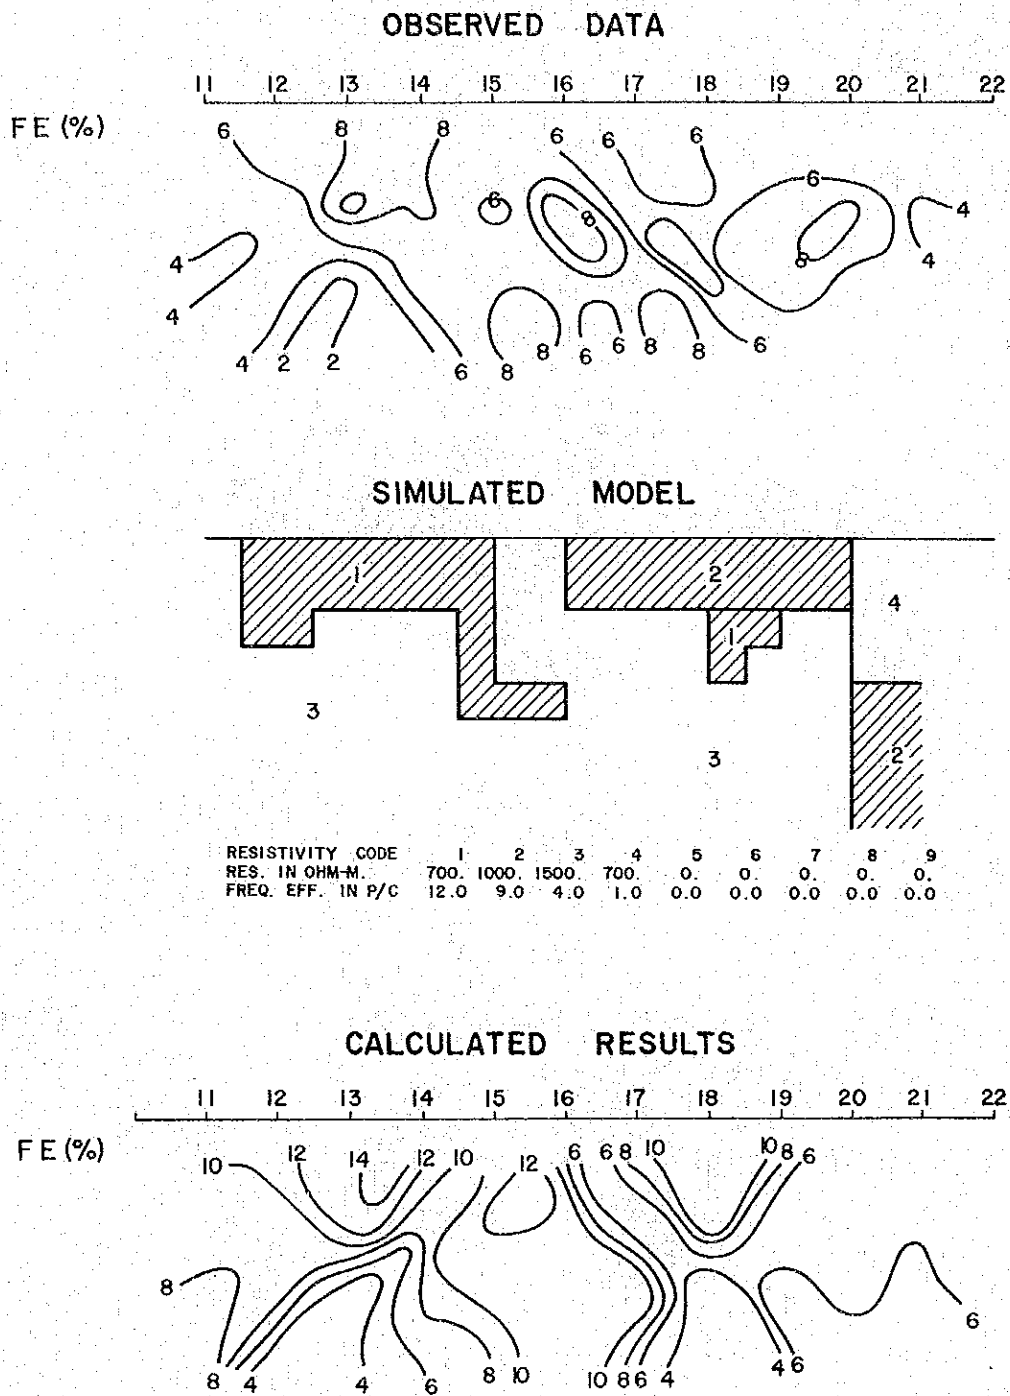 OBSERVED DATA
11 12 13 14 15 16 17 18 19 20 21 22
FE (%)
6 8 8 6 6 6
6 6 8 8 4
4 4
4
4 2 2 6 8 8 6 6 8 8 6
SIMULATED MODEL
1 2 4
1
3 3 2
RESISTIVITY CODE 1 2 3 4 5 6 7 8 9
RES. IN OHM-M. 700. 1000. 1500. 700. 0. 0. 0. 0. 0.
FREQ. EFF. IN P/C 12.0 9.0 4.0 1.0 0.0 0.0 0.0 0.0 0.0
CALCULATED RESULTS
11 12 13 14 15 16 17 18 19 20 21 22
FE (%)
10 12 14 12 10 12 6 6 8 10 10 8 6
8 6
8 4 4 6 8 10 10 8 6 4 4 6